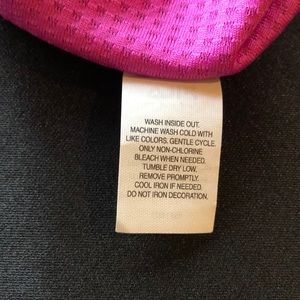 WASH INSIDE OUT.
MACHINE WASH COLD WITH
LIKE COLORS. GENTLE CYCLE.
ONLY NON-CHLORINE
BLEACH WHEN NEEDED.
TUMBLE DRY LOW.
REMOVE PROMPTLY.
COOL IRON IF NEEDED.
DO NOT IRON DECORATION.